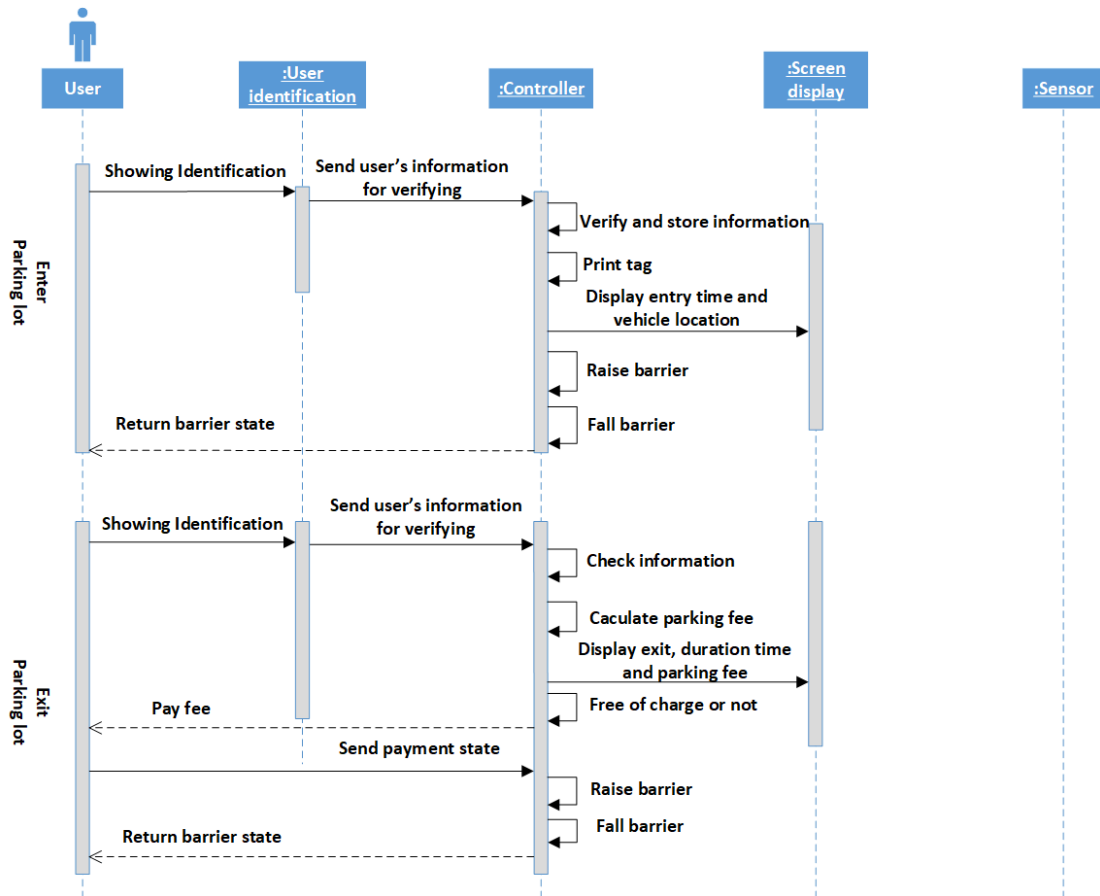 User
:User
identification
:Controller
:Screen
display
:Sensor
Enter
Parking lot
Showing Identification
Send user's information
for verifying
Verify and store information
Print tag
Display entry time and
vehicle location
Raise barrier
Fall barrier
Return barrier state
Exit
Parking lot
Showing Identification
Send user's information
for verifying
Check information
Caculate parking fee
Display exit, duration time
and parking fee
Free of charge or not
Pay fee
Send payment state
Raise barrier
Fall barrier
Return barrier state